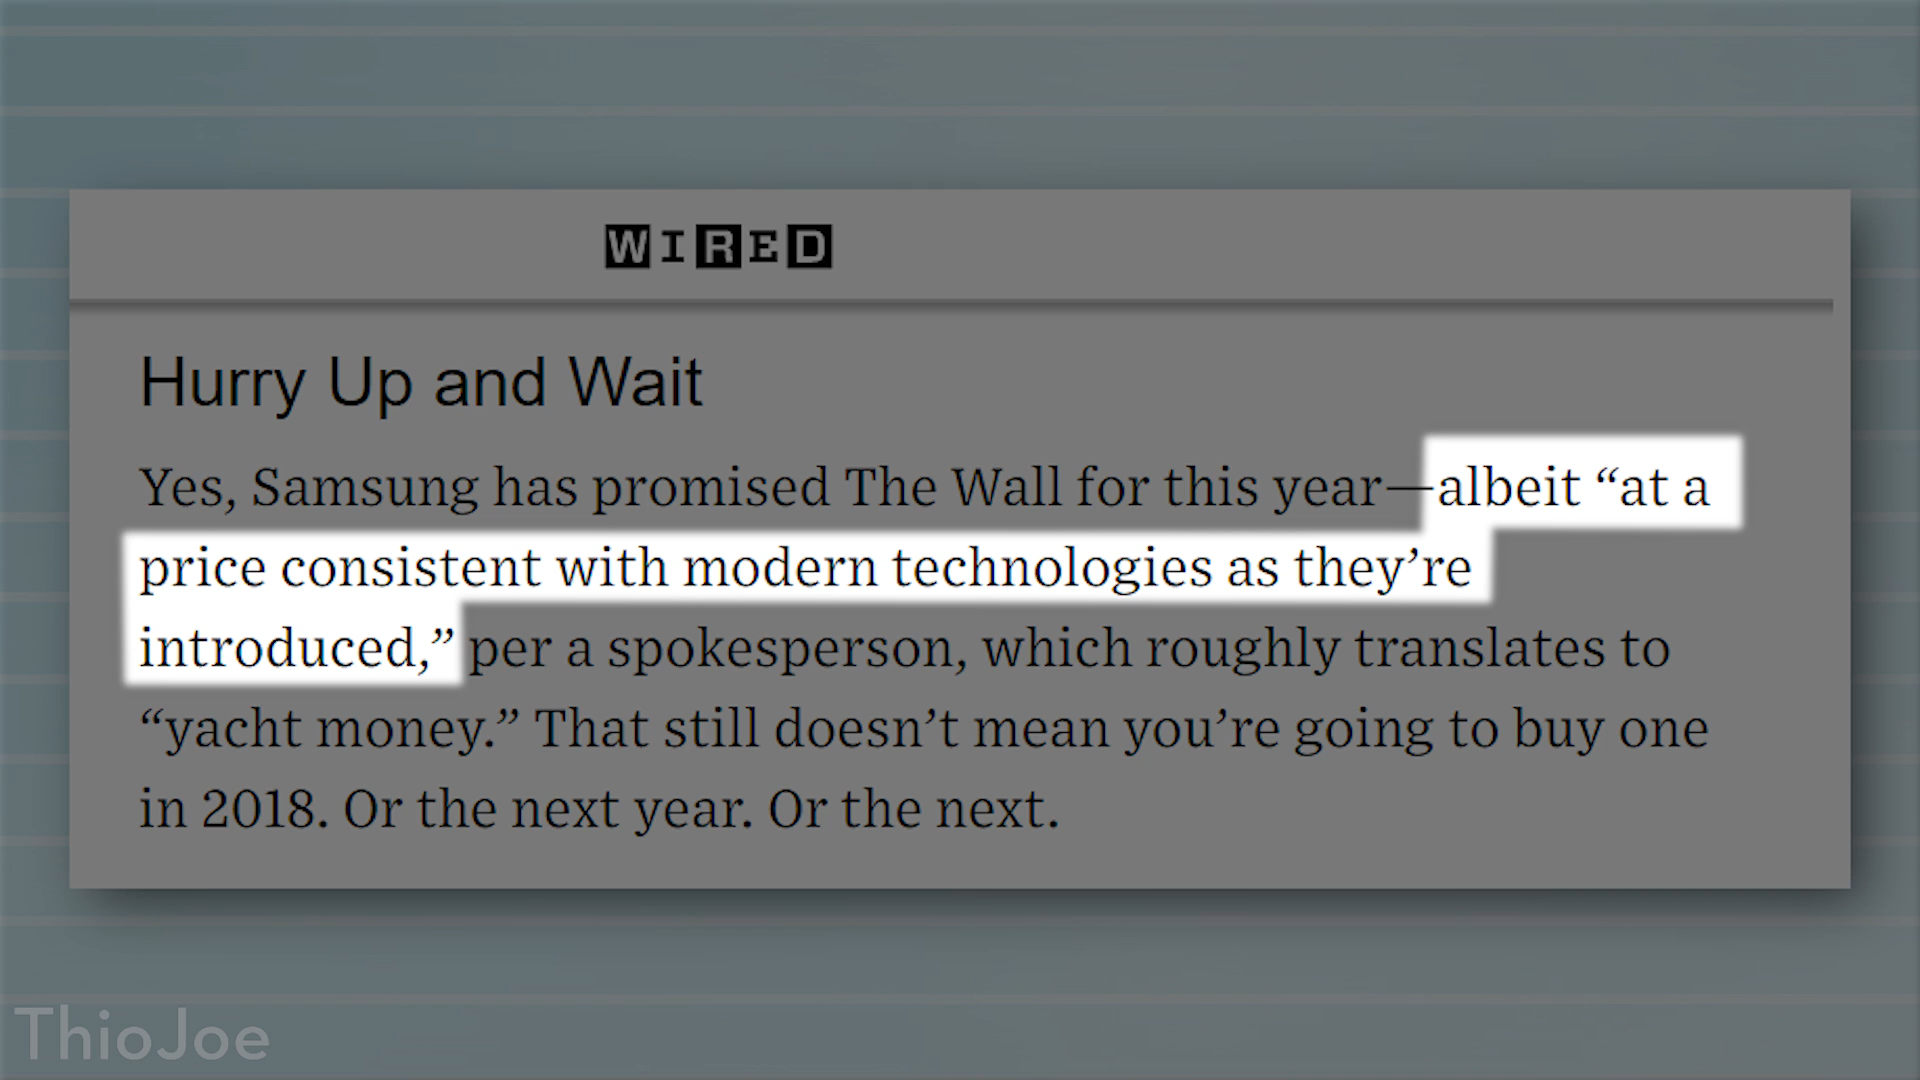 WIRED
Hurry Up and Wait
Yes, Samsung has promised The Wall for this year—albeit “at a
price consistent with modern technologies as they’re
introduced,” per a spokesperson, which roughly translates to
“yacht money.” That still doesn’t mean you’re going to buy one
in 2018. Or the next year. Or the next.
ThioJoe